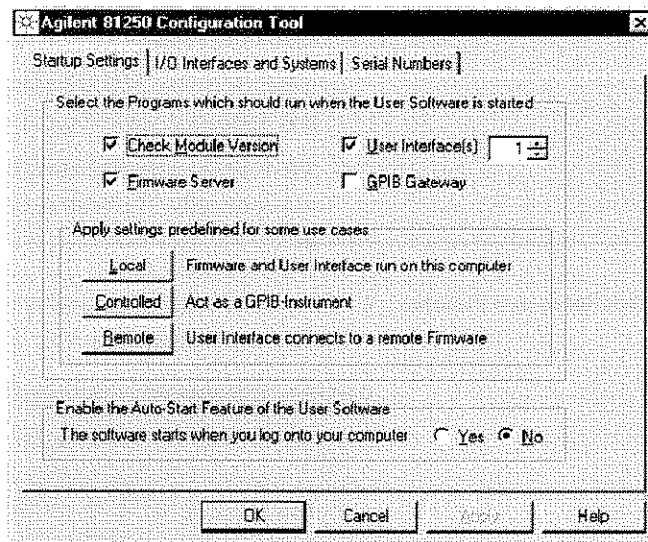 Agilent 81250 Configuration Tool
Startup Settings I/O Interfaces and Systems Serial Numbers
Select the Programs which should run when the User Software is started
Check Module Version User Interface(s) 1
Firmware Server GPIB Gateway
Apply settings predefined for some use cases
Local Firmware and User Interface run on this computer
Controlled Act as a GPIB-Instrument
Remote User Interface connects to a remote Firmware
Enable the Auto-Start Feature of the User Software
The software starts when you log onto your computer Yes No
OK Cancel Apply Help